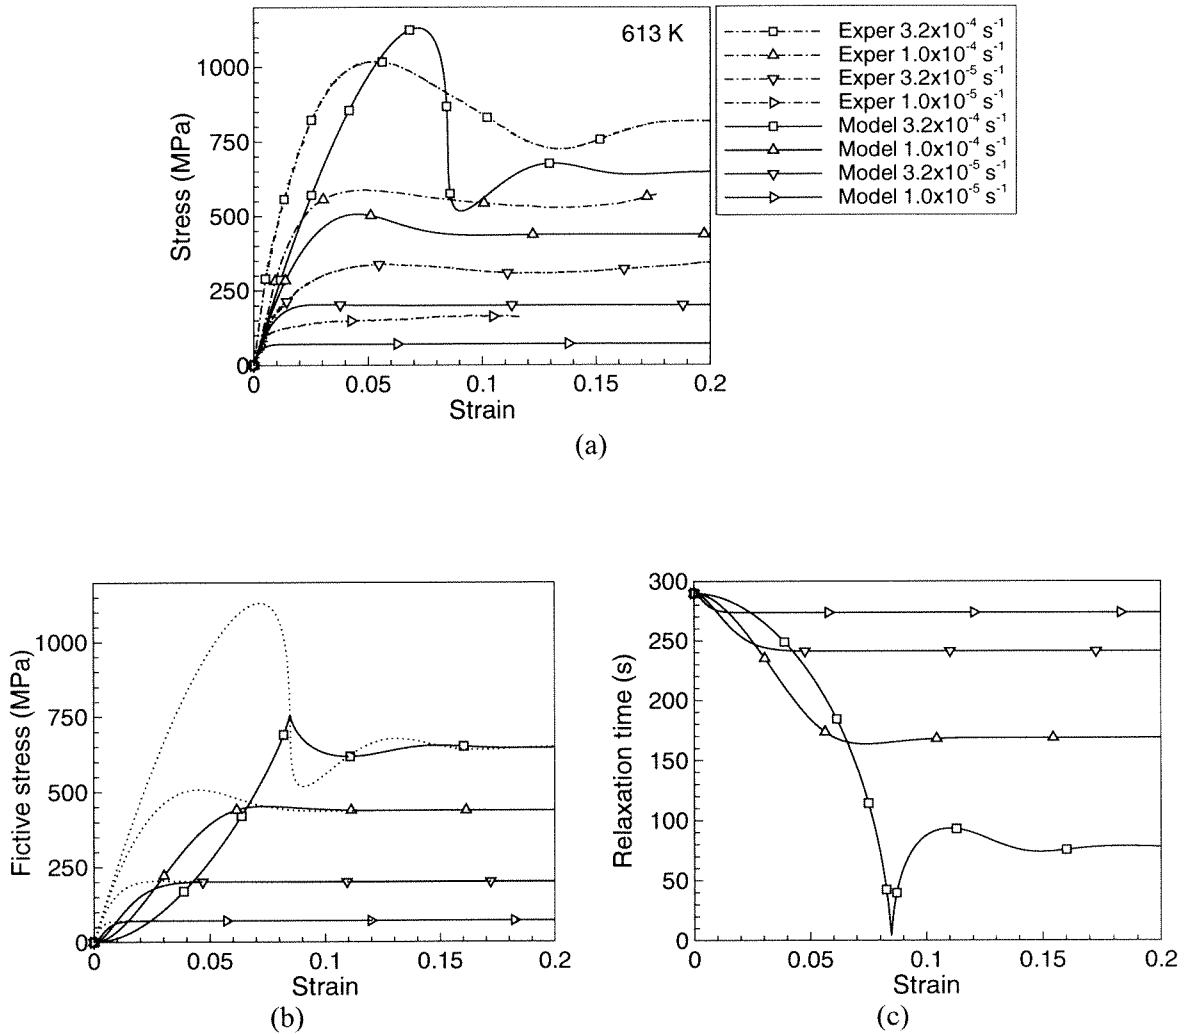 613 K
Exper 3.2x10⁻⁴ s⁻¹
Exper 1.0x10⁻⁴ s⁻¹
Exper 3.2x10⁻⁵ s⁻¹
Exper 1.0x10⁻⁵ s⁻¹
Model 3.2x10⁻⁴ s⁻¹
Model 1.0x10⁻⁴ s⁻¹
Model 3.2x10⁻⁵ s⁻¹
Model 1.0x10⁻⁵ s⁻¹
Stress (MPa)
1000
750
500
250
0
0 0.05 0.1 0.15 0.2
Strain
(a)
Fictive stress (MPa)
1000
750
500
250
0
0 0.05 0.1 0.15 0.2
Strain
(b)
Relaxation time (s)
300
250
200
150
100
50
0
0 0.05 0.1 0.15 0.2
Strain
(c)